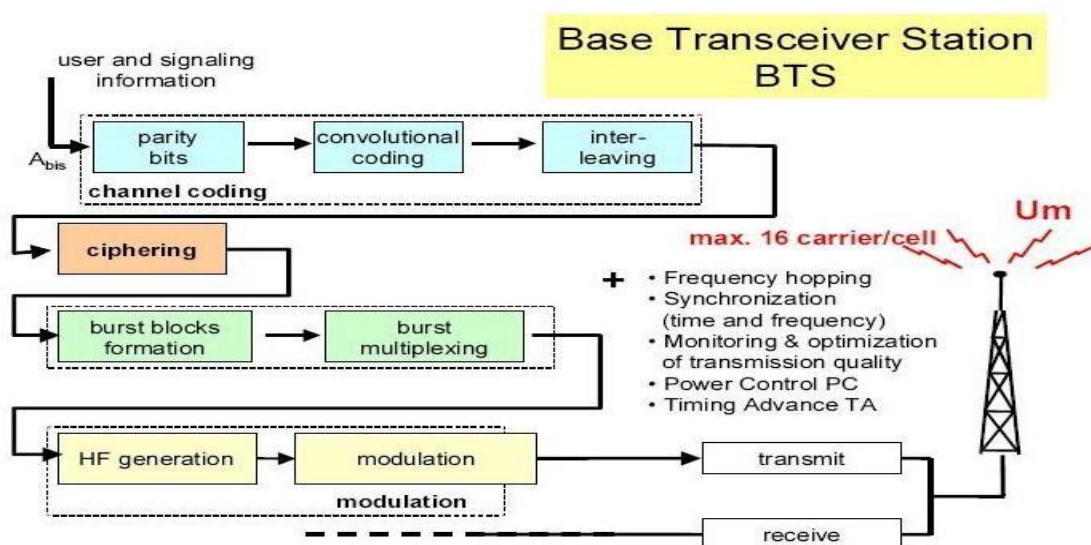 Base Transceiver Station
BTS
user and signaling
information
Abis
parity
bits
convolutional
coding
inter-
leaving
channel coding
ciphering
Um
max. 16 carrier/cell
+
• Frequency hopping
• Synchronization
(time and frequency)
• Monitoring & optimization
of transmission quality
• Power Control PC
• Timing Advance TA
burst blocks
formation
burst
multiplexing
HF generation
modulation
modulation
transmit
receive